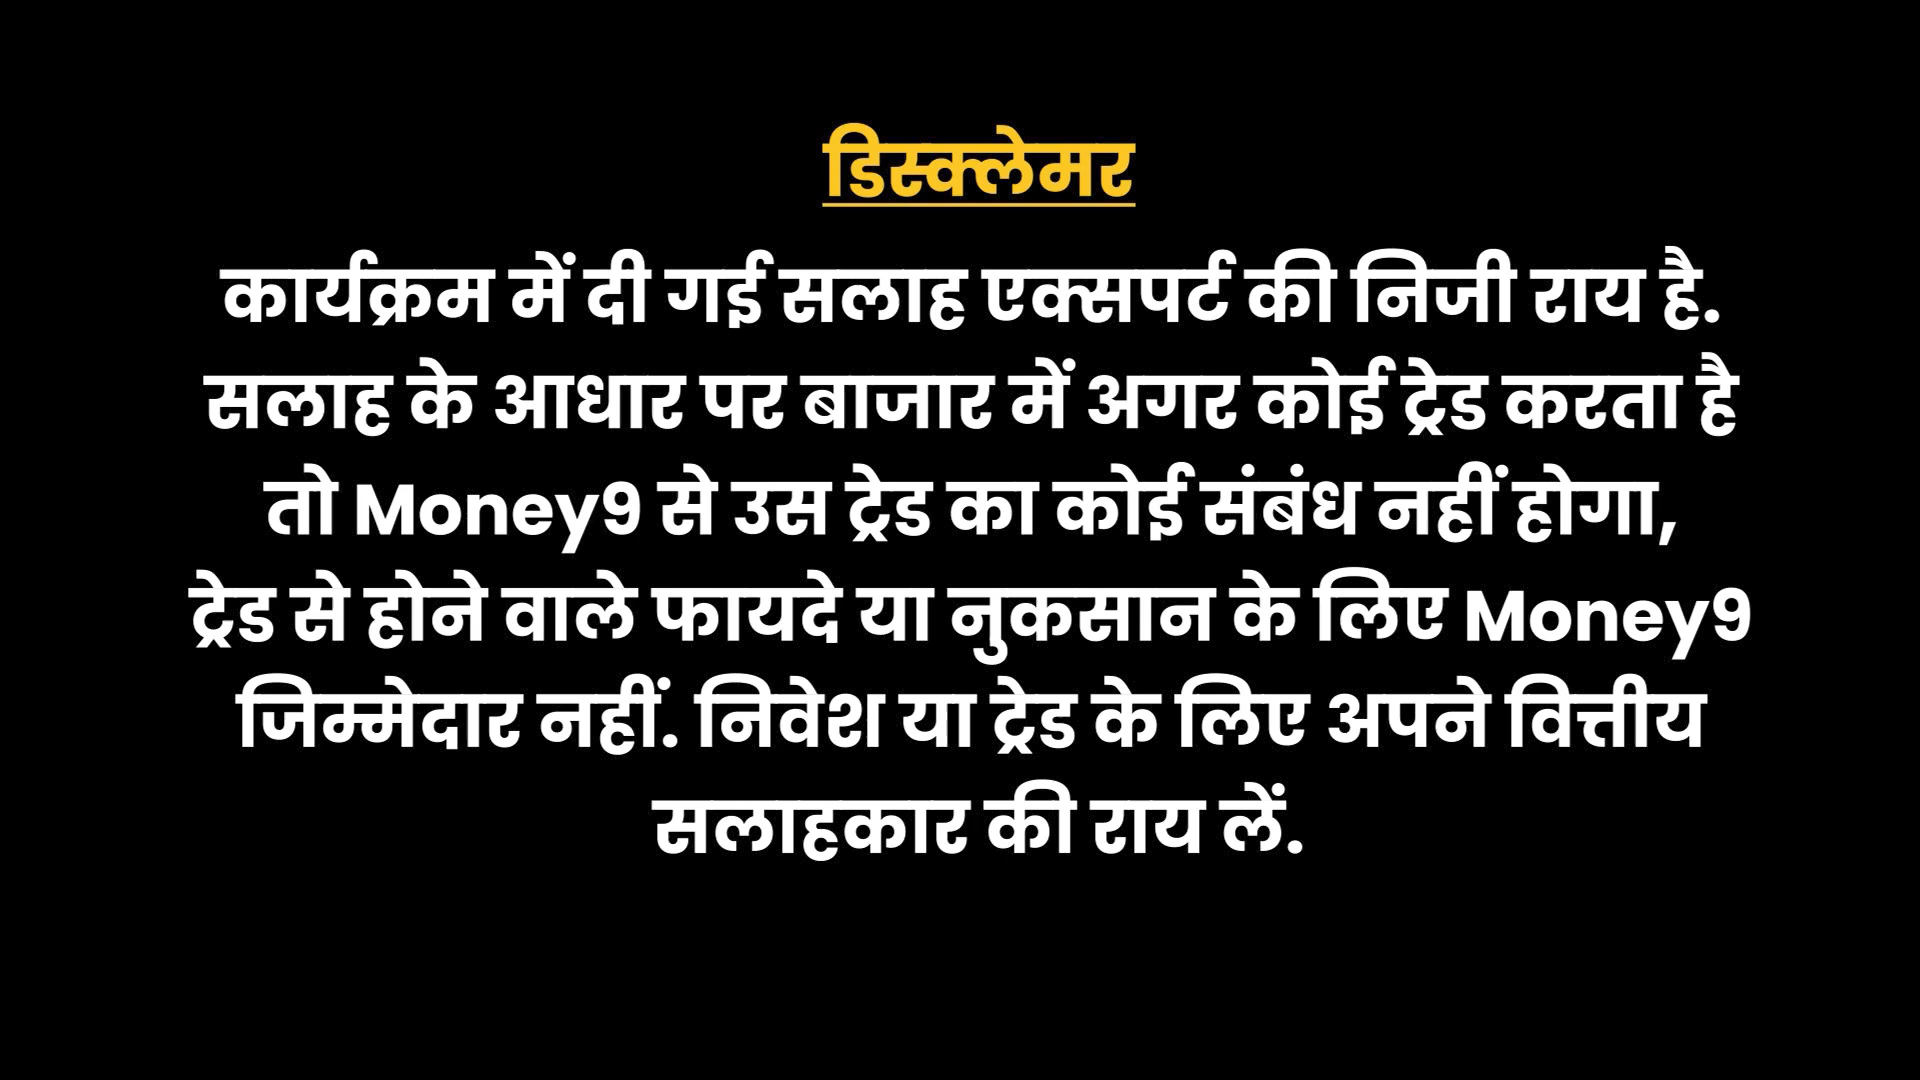 डिस्क्लेमर
कार्यक्रम में दी गई सलाह एक्सपर्ट की निजी राय है.
सलाह के आधार पर बाजार में अगर कोई ट्रेड करता है
तो Money9 से उस ट्रेड का कोई संबंध नहीं होगा,
ट्रेड से होने वाले फायदे या नुकसान के लिए Money9
जिम्मेदार नहीं. निवेश या ट्रेड के लिए अपने वित्तीय
सलाहकार की राय लें.